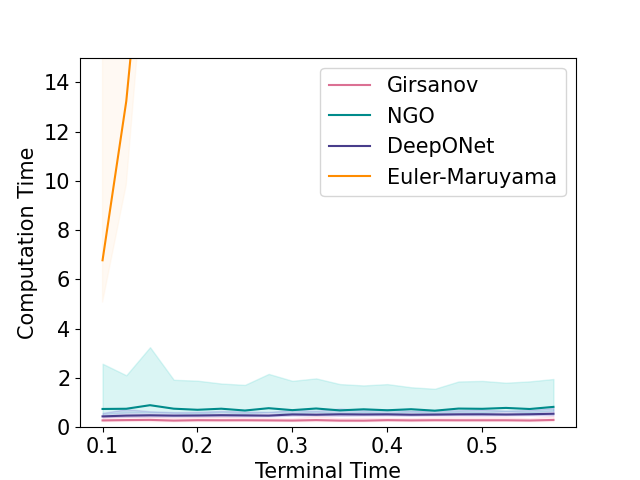 Computation Time
14
12
10
8
6
4
2
0
0.1
0.2
0.3
0.4
0.5
Terminal Time
Girsanov
NGO
DeepONet
Euler-Maruyama